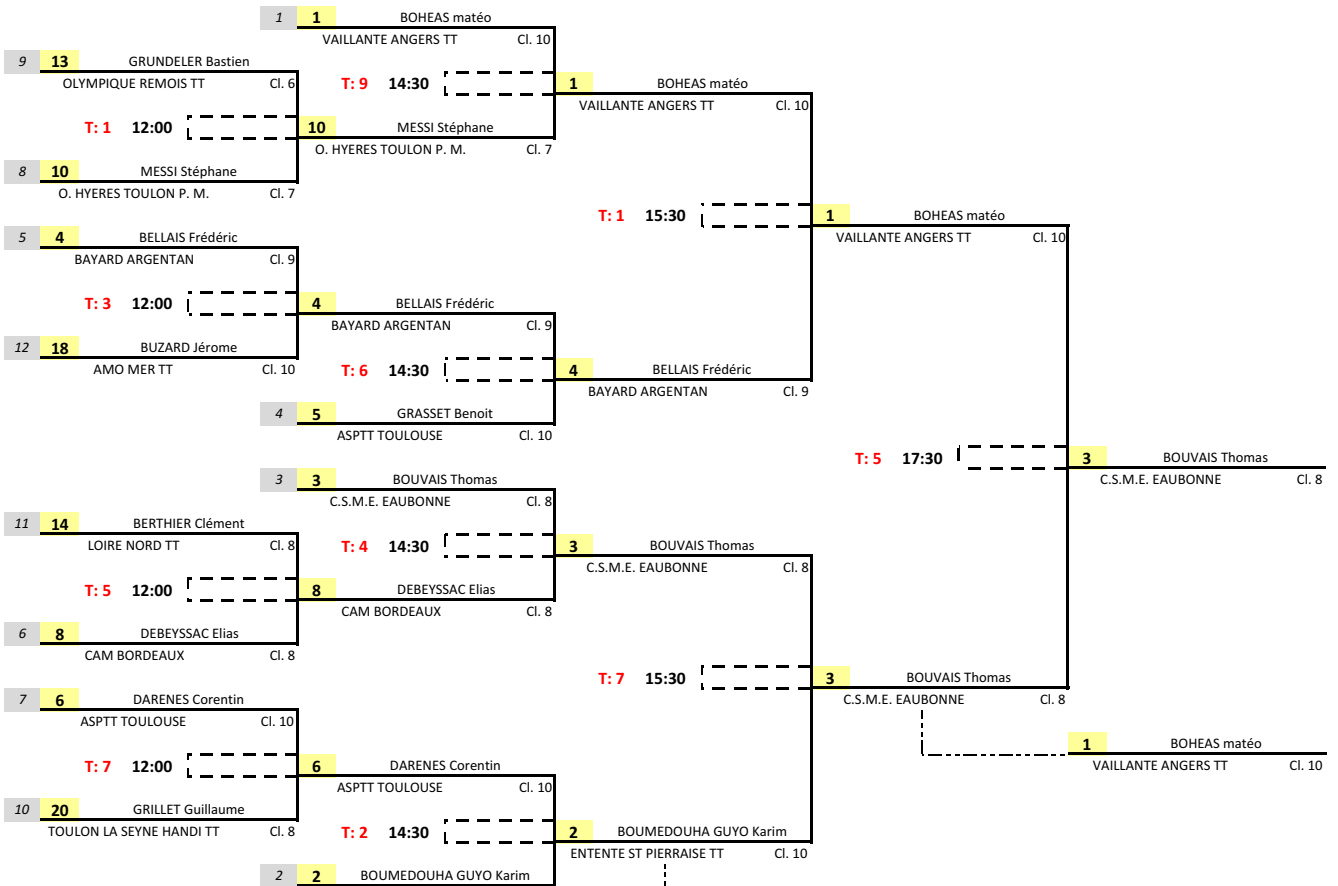 1 1 BOHEAS matéo
VAILLANTE ANGERS TT Cl. 10
9 13 GRUNDELER Bastien
OLYMPIQUE REMOIS TT Cl. 6
T: 9 14:30
1 BOHEAS matéo
VAILLANTE ANGERS TT Cl. 10
T: 1 12:00
10 MESSI Stéphane
O. HYERES TOULON P. M. Cl. 7
8 10 MESSI Stéphane
O. HYERES TOULON P. M. Cl. 7
T: 1 15:30
1 BOHEAS matéo
VAILLANTE ANGERS TT Cl. 10
5 4 BELLAIS Frédéric
BAYARD ARGENTAN Cl. 9
T: 3 12:00
4 BELLAIS Frédéric
BAYARD ARGENTAN Cl. 9
12 18 BUZARD Jérome
AMO MER TT Cl. 10
T: 6 14:30
4 BELLAIS Frédéric
BAYARD ARGENTAN Cl. 9
4 5 GRASSET Benoit
ASPTT TOULOUSE Cl. 10
T: 5 17:30
3 BOUVAIS Thomas
C.S.M.E. EAUBONNE Cl. 8
3 3 BOUVAIS Thomas
C.S.M.E. EAUBONNE Cl. 8
11 14 BERTHIER Clément
LOIRE NORD TT Cl. 8
T: 4 14:30
3 BOUVAIS Thomas
C.S.M.E. EAUBONNE Cl. 8
T: 5 12:00
8 DEBEYSSAC Elias
CAM BORDEAUX Cl. 8
6 8 DEBEYSSAC Elias
CAM BORDEAUX Cl. 8
T: 7 15:30
3 BOUVAIS Thomas
C.S.M.E. EAUBONNE Cl. 8
7 6 DARENES Corentin
ASPTT TOULOUSE Cl. 10
1 BOHEAS matéo
VAILLANTE ANGERS TT Cl. 10
T: 7 12:00
6 DARENES Corentin
ASPTT TOULOUSE Cl. 10
10 20 GRILLET Guillaume
TOULON LA SEYNE HANDI TT Cl. 8
T: 2 14:30
2 BOUMEDOUHA GUYO Karim
ENTENTE ST PIERRAISE TT Cl. 10
2 2 BOUMEDOUHA GUYO Karim